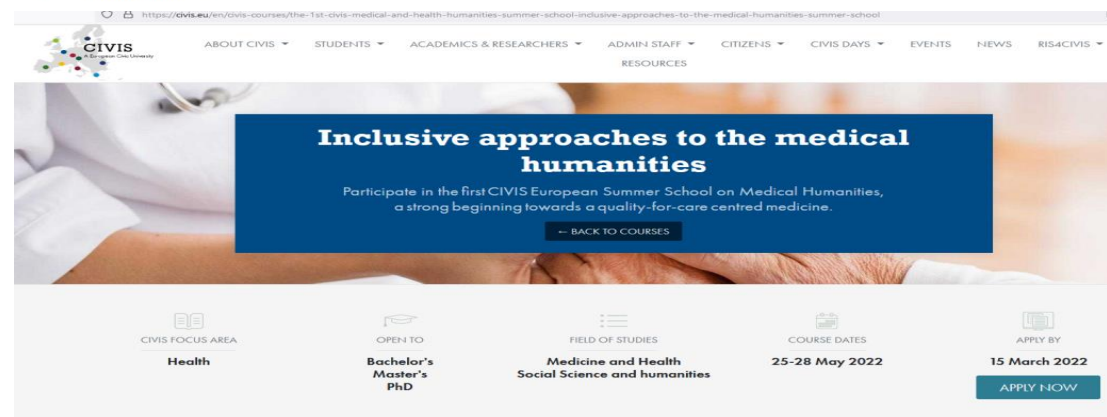 https://civis.eu/en/civis-courses/the-1st-civis-medical-and-health-humanities-summer-school-inclusive-approaches-to-the-medical-humanities-summer-school
CIVIS
A European Civic University
ABOUT CIVIS STUDENTS ACADEMICS & RESEARCHERS ADMIN STAFF CITIZENS CIVIS DAYS EVENTS NEWS RIS4CIVIS
RESOURCES
Inclusive approaches to the medical
humanities
Participate in the first CIVIS European Summer School on Medical Humanities,
a strong beginning towards a quality-for-care centred medicine.
← BACK TO COURSES
CIVIS FOCUS AREA
Health
OPEN TO
Bachelor's
Master's
PhD
FIELD OF STUDIES
Medicine and Health
Social Science and humanities
COURSE DATES
25-28 May 2022
APPLY BY
15 March 2022
APPLY NOW